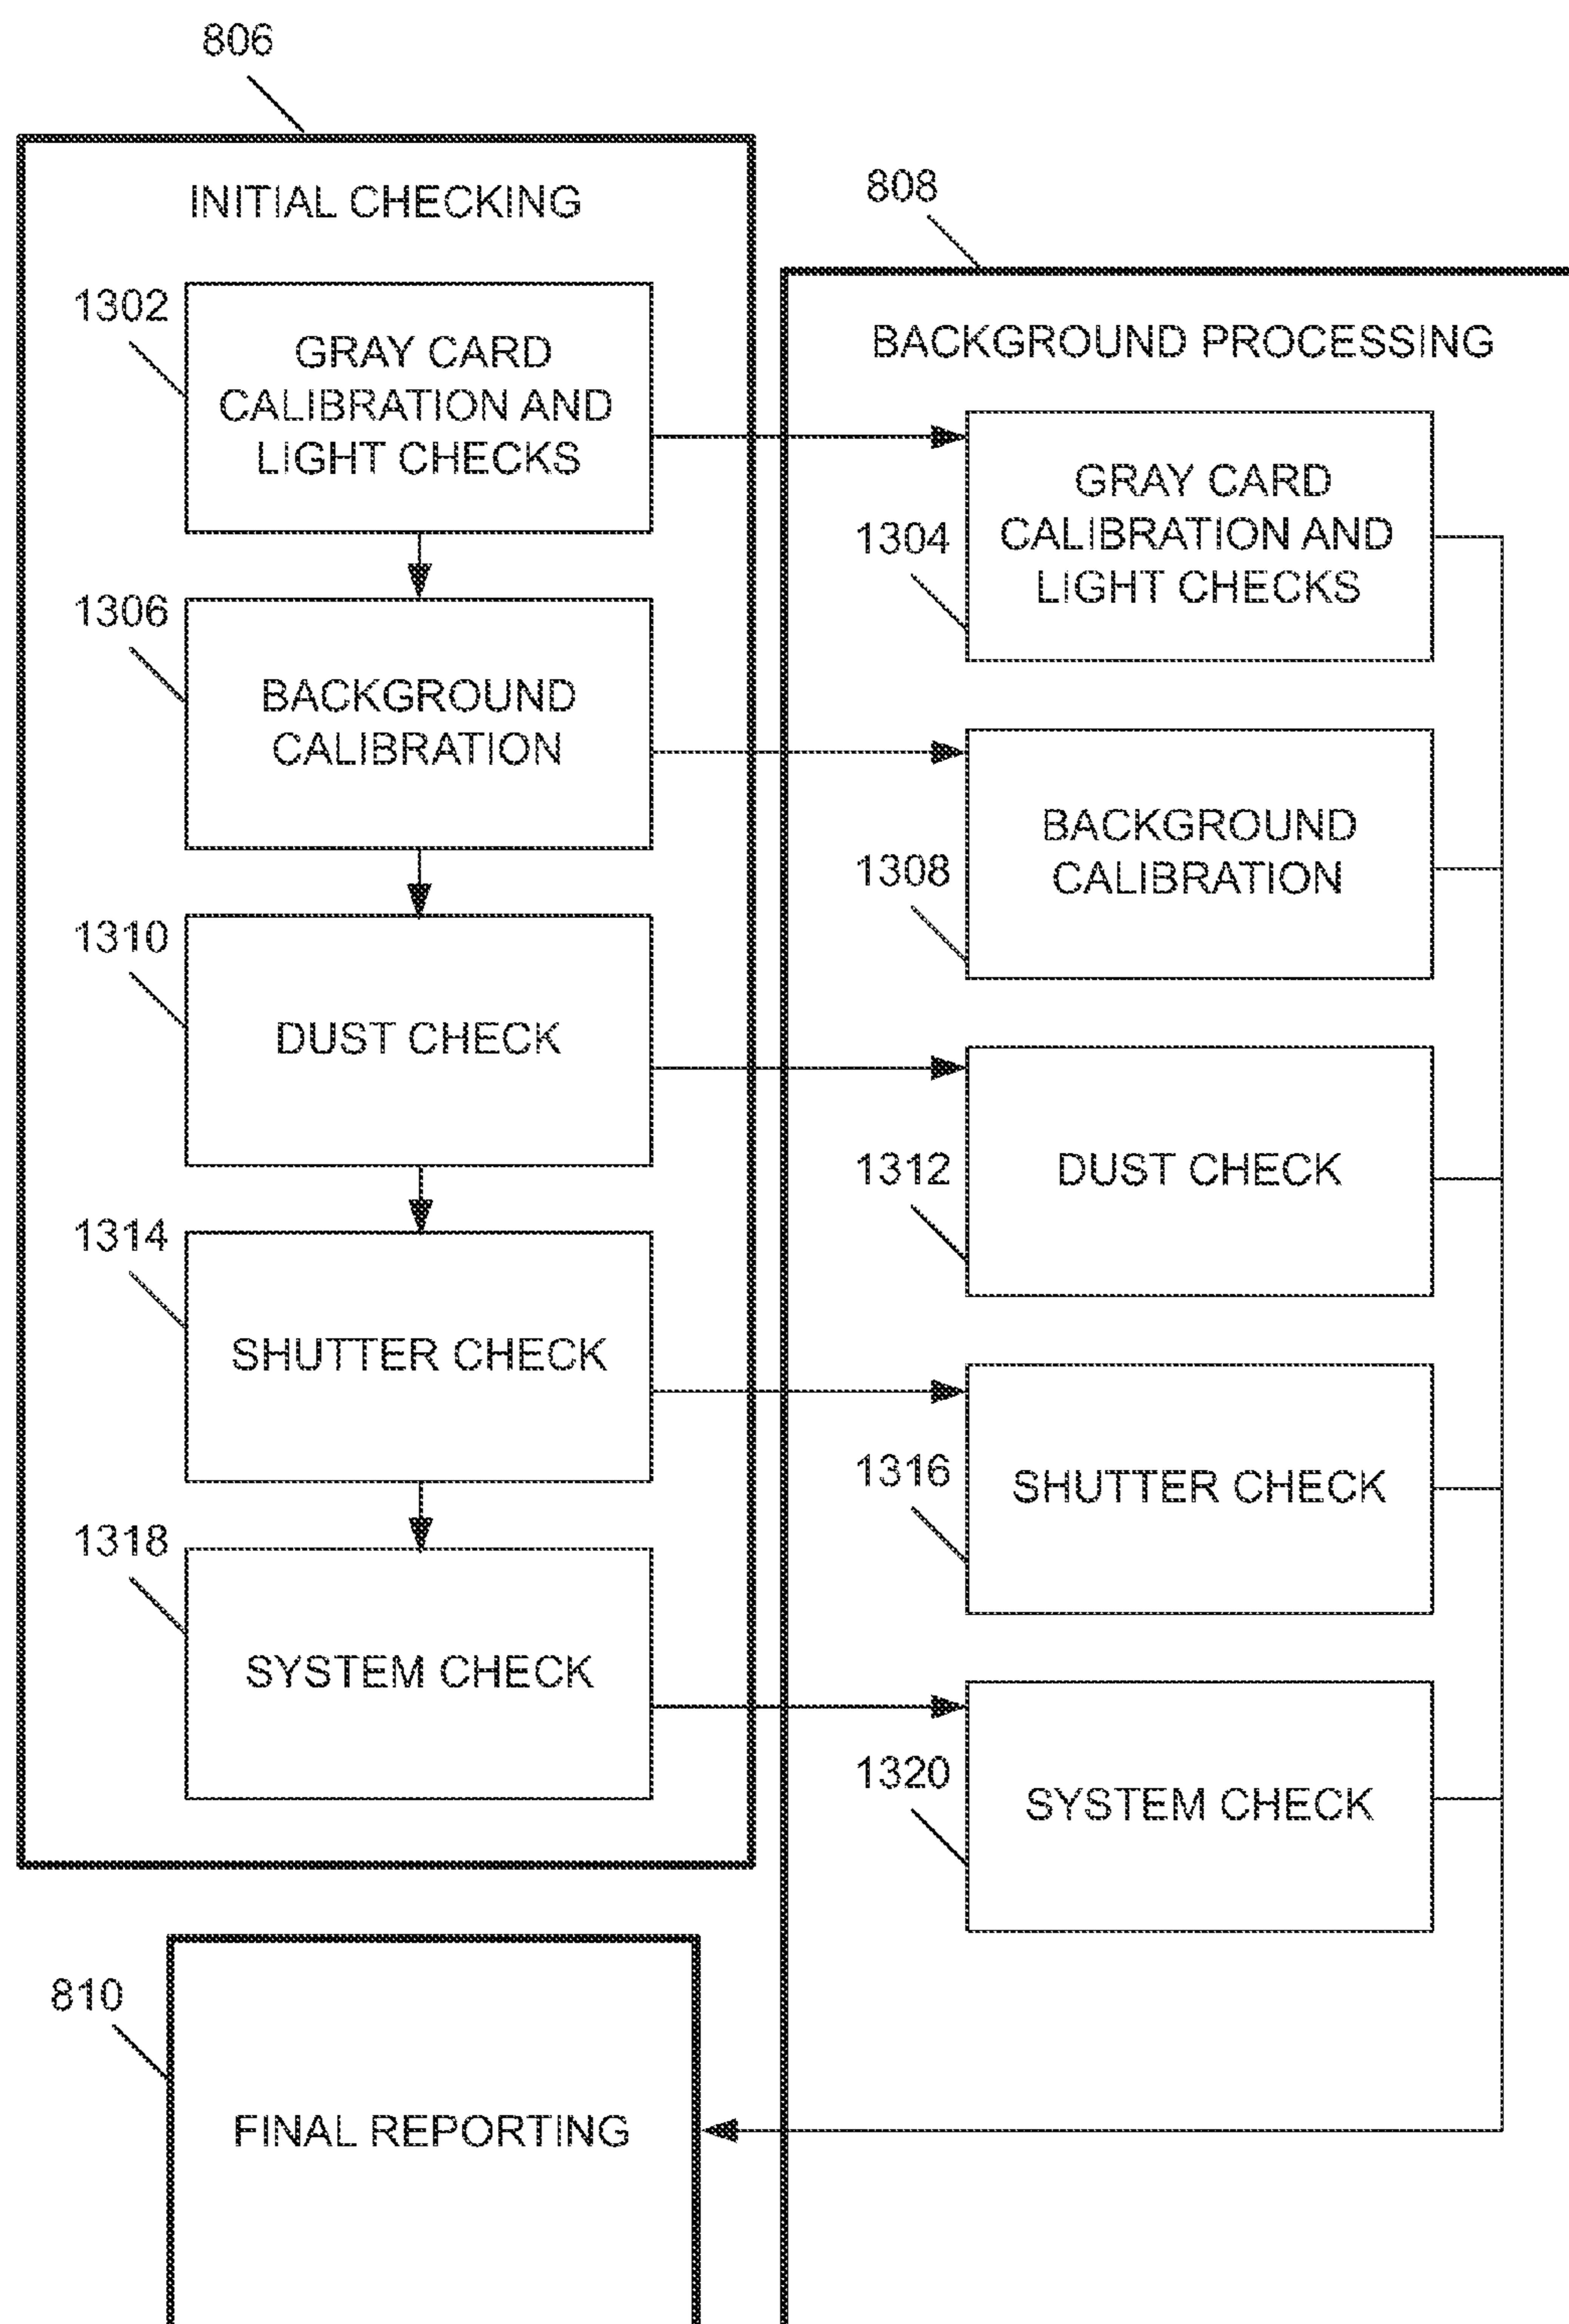 806
INITIAL CHECKING
1302
GRAY CARD
CALIBRATION AND
LIGHT CHECKS
1306
BACKGROUND
CALIBRATION
1310
DUST CHECK
1314
SHUTTER CHECK
1318
SYSTEM CHECK
808
BACKGROUND PROCESSING
GRAY CARD
CALIBRATION AND
LIGHT CHECKS
1304
BACKGROUND
CALIBRATION
1308
DUST CHECK
1312
SHUTTER CHECK
1316
SYSTEM CHECK
1320
810
FINAL REPORTING